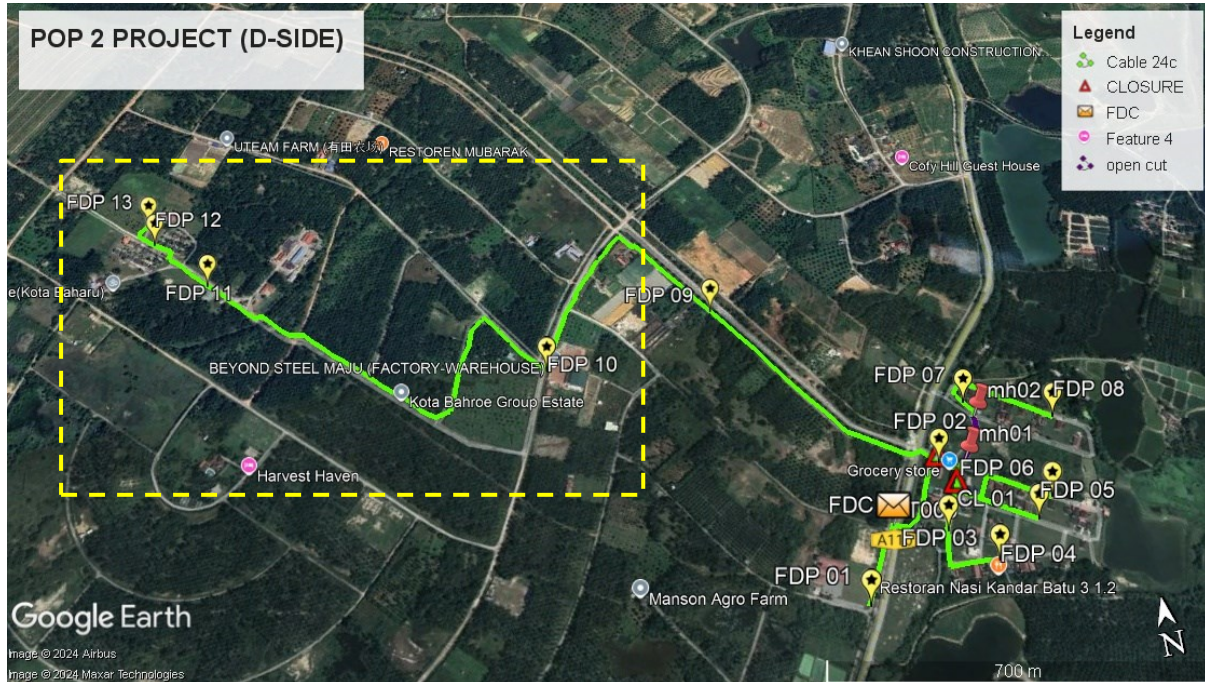 POP 2 PROJECT (D-SIDE)
Legend
Cable 24c
CLOSURE
FDC
Feature 4
open cut
KHEAN SHOON CONSTRUCTION...
UTEAM FARM (有田农场)
RESTOREN MUBARAK
Cofy Hill Guest House
FDP 13
FDP 12
FDP 11
e(Kota Baharu)
FDP 09
BEYOND STEEL MAJU (FACTORY-WAREHOUSE)
FDP 10
Kota Bahroe Group Estate
FDP 07
mh02
FDP 08
FDP 02
mh01
Grocery store
FDP 06
Harvest Haven
CL 01
FDP 05
FDC
FDP 03
FDP 04
FDP 01
Restoran Nasi Kandar Batu 3 1.2
Manson Agro Farm
Google Earth
Image © 2024 Airbus
Image © 2024 Maxar Technologies
700 m
N